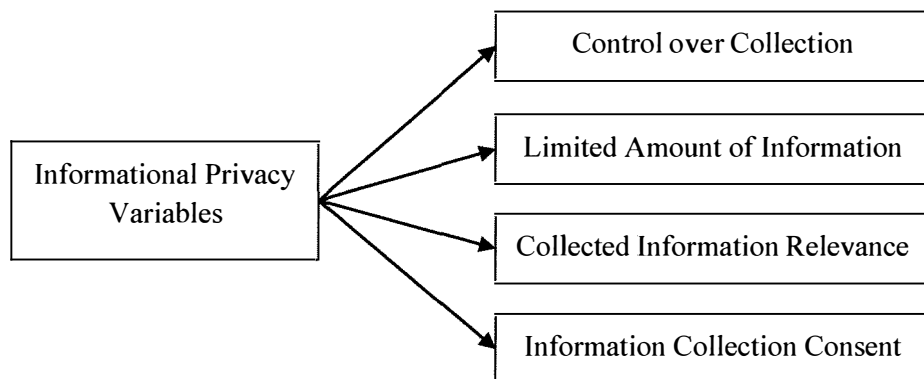 Control over Collection
Limited Amount of Information
Informational Privacy
Variables
Collected Information Relevance
Information Collection Consent